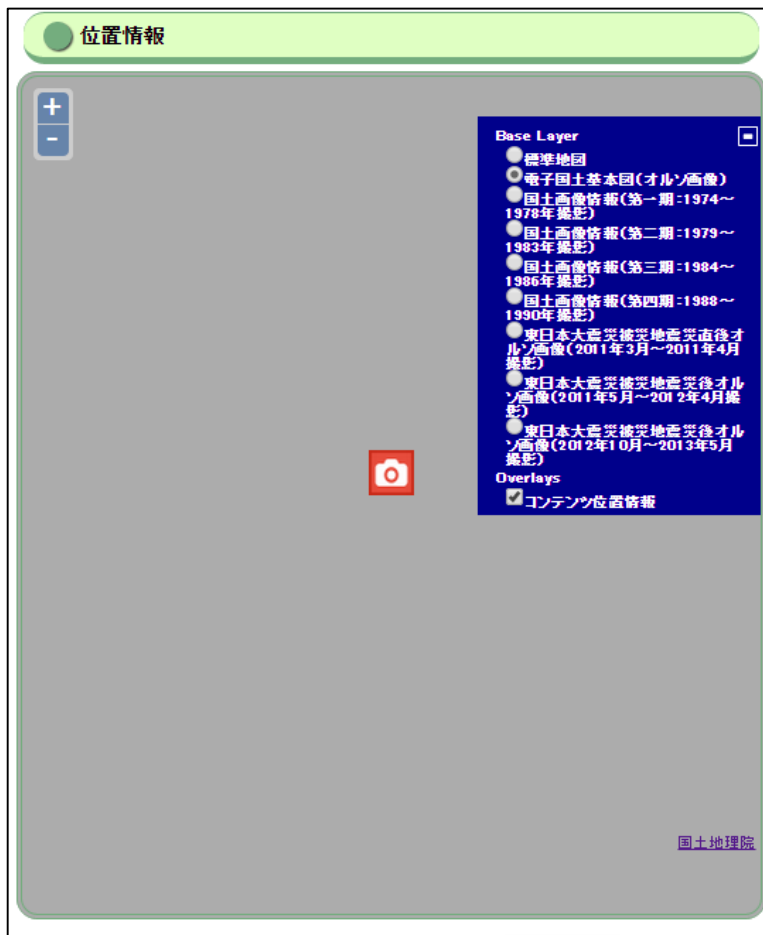 位置情報
+
-
Base Layer
標準地図
電子国土基本図(オルソ画像)
国土画像情報(第一期:1974~
1978年撮影)
国土画像情報(第二期:1979~
1983年撮影)
国土画像情報(第三期:1984~
1986年撮影)
国土画像情報(第四期:1988~
1990年撮影)
東日本大震災被災地震災直後オ
ルソ画像(2011年3月~2011年4月
撮影)
東日本大震災被災地震災後オル
ソ画像(2011年5月~2012年4月撮
影)
東日本大震災被災地震災後オル
ソ画像(2012年10月~2013年5月
撮影)
Overlays
コンテンツ位置情報
国土地理院